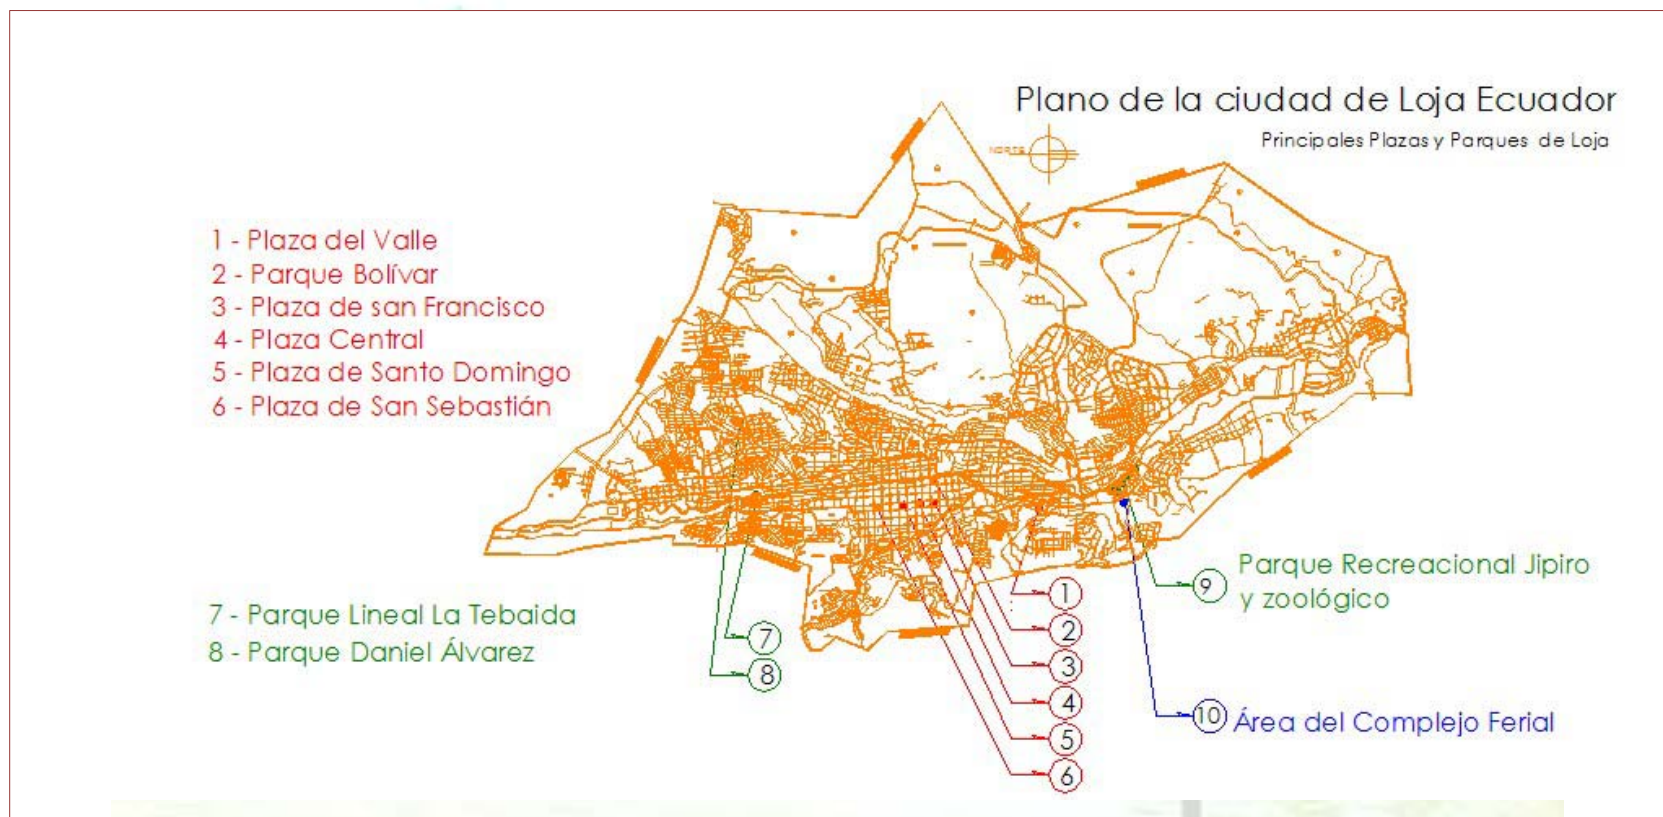 Plano de la ciudad de Loja Ecuador
Principales Plazas y Parques de Loja
NORTE
1 - Plaza del Valle
2 - Parque Bolívar
3 - Plaza de san Francisco
4 - Plaza Central
5 - Plaza de Santo Domingo
6 - Plaza de San Sebastián
7 - Parque Lineal La Tebaida
8 - Parque Daniel Álvarez
7
8
1
2
3
4
5
6
9 Parque Recreacional Jipiro
y zoológico
10 Área del Complejo Ferial